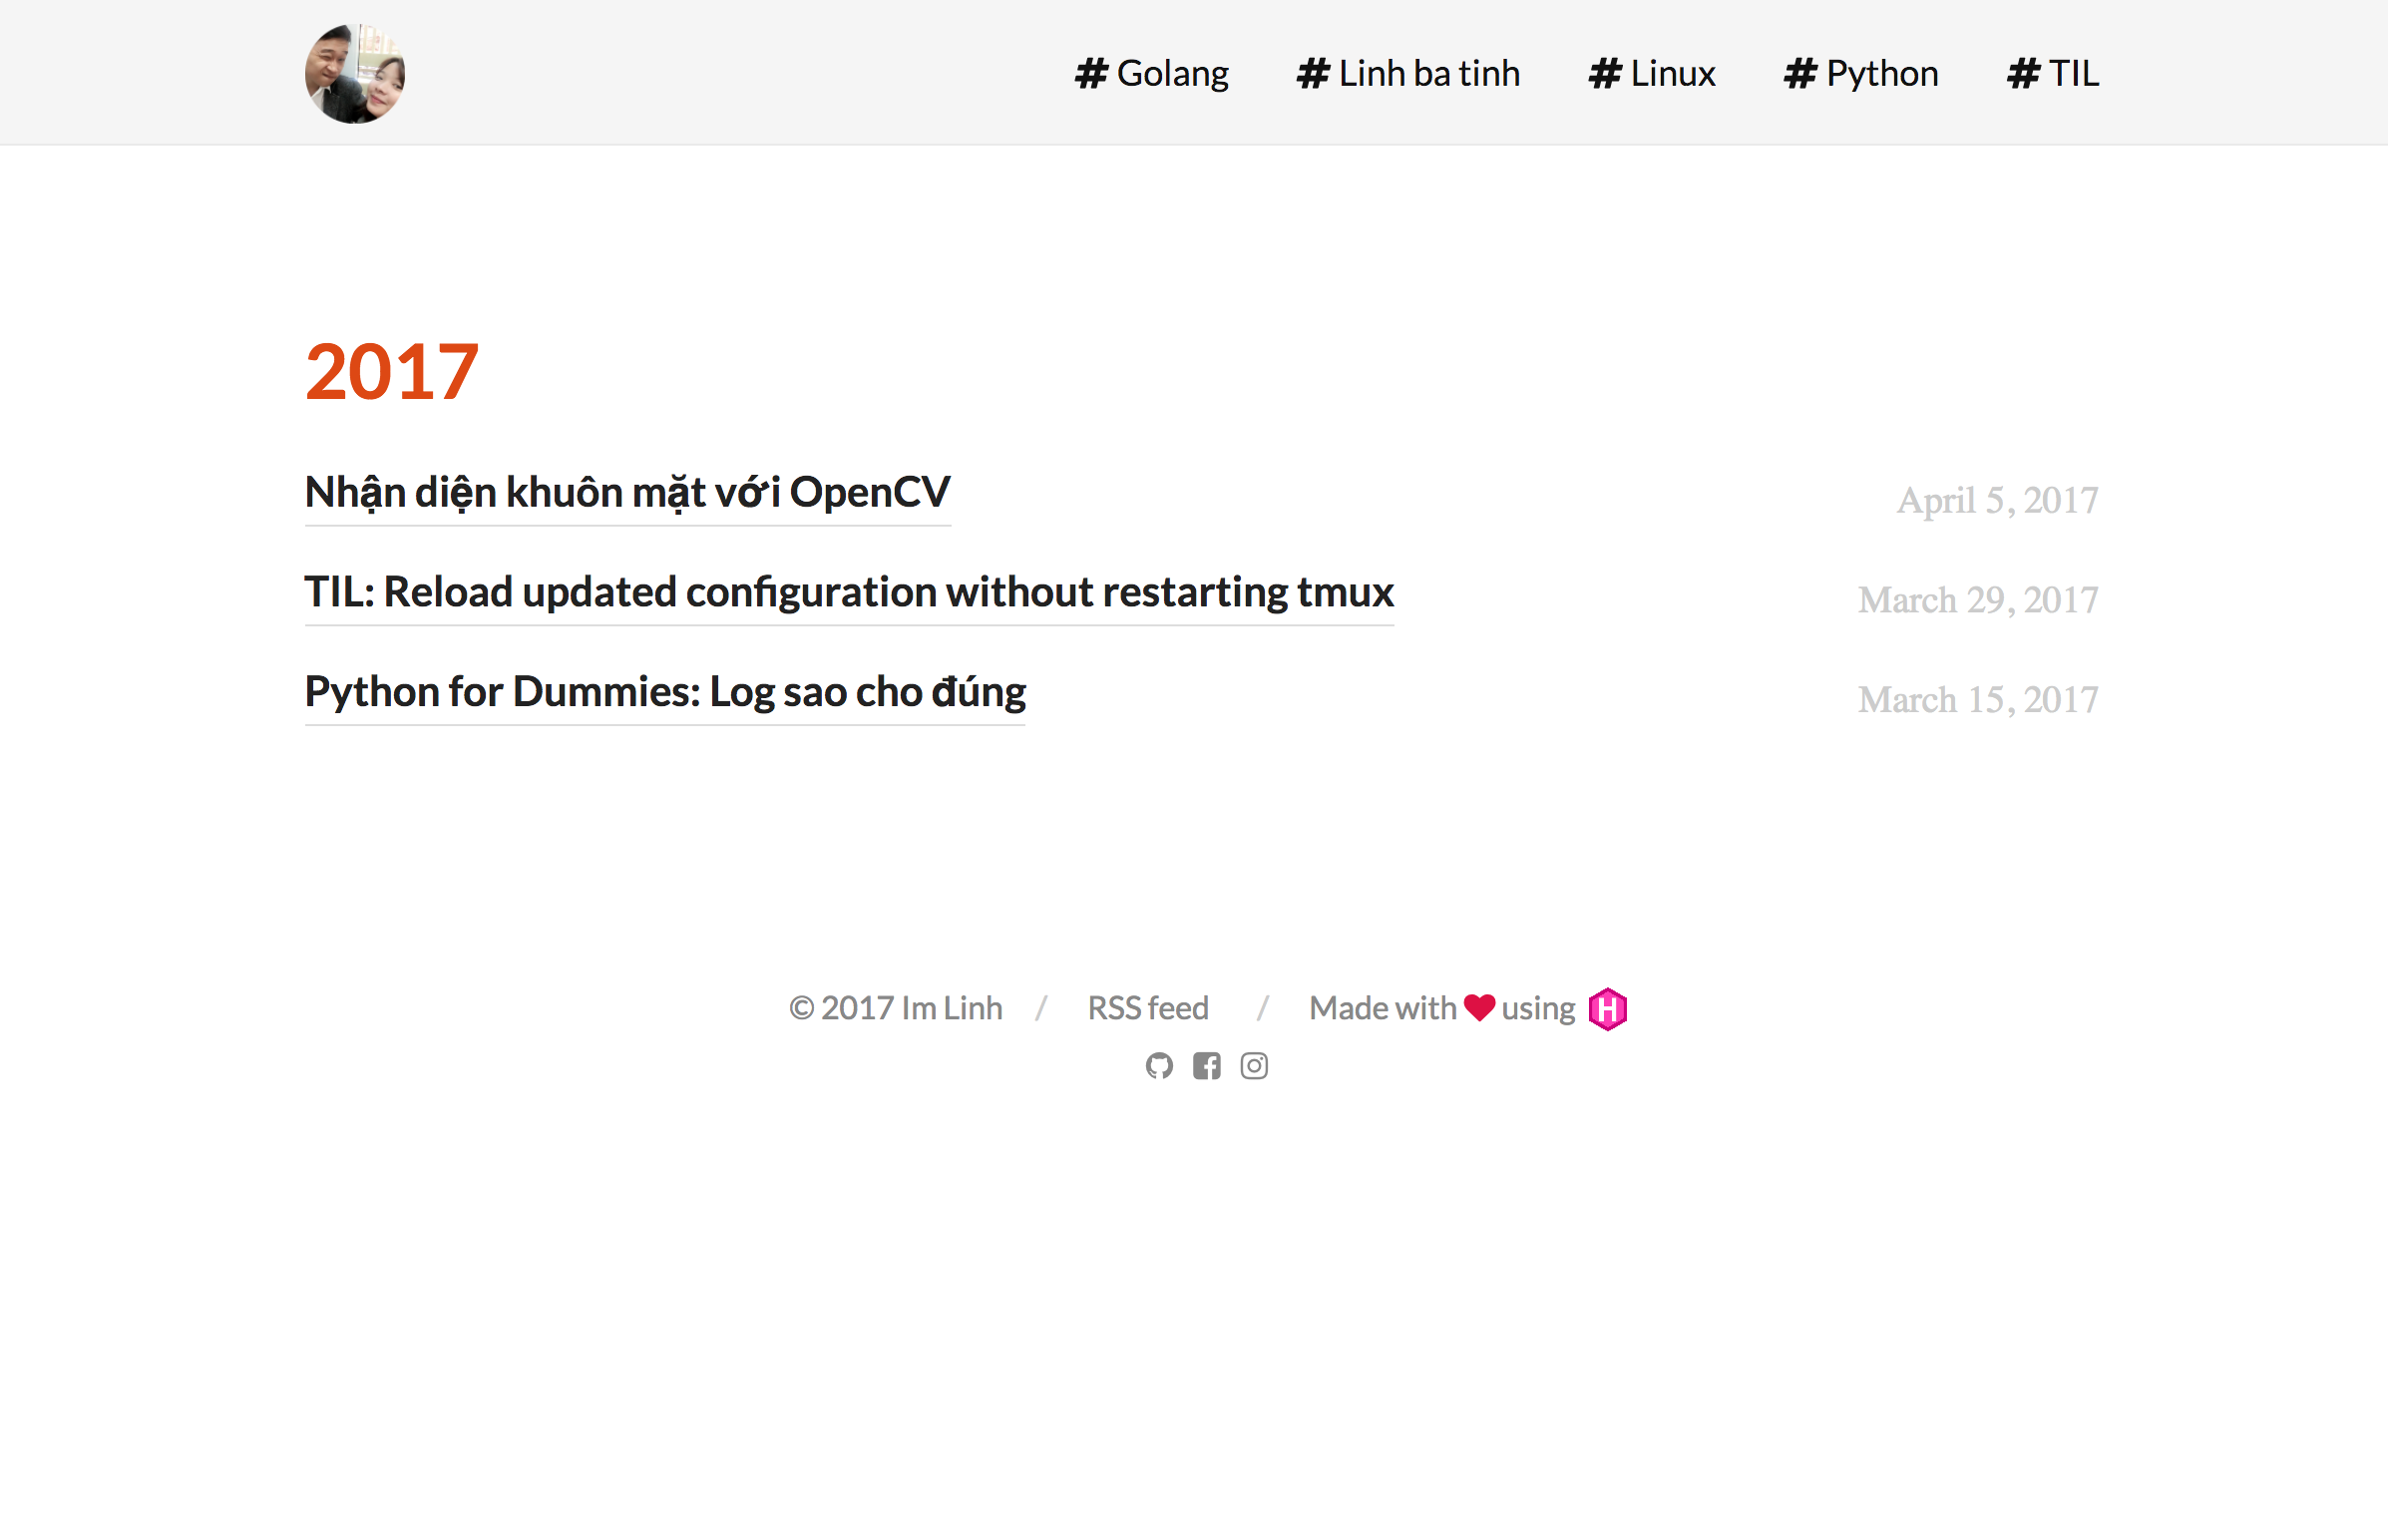 # Golang # Linh ba tinh # Linux # Python # TIL
2017
Nhận diện khuôn mặt với OpenCV April 5, 2017
TIL: Reload updated configuration without restarting tmux March 29, 2017
Python for Dummies: Log sao cho đúng March 15, 2017
© 2017 Im Linh / RSS feed / Made with ❤ using H